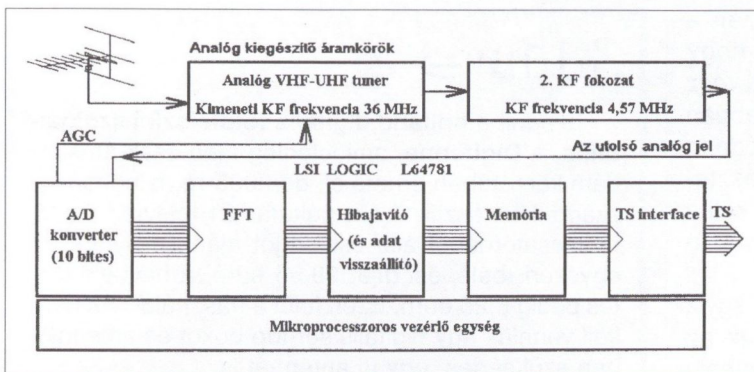 Analóg kiegészítő áramkörök
Analóg VHF-UHF tuner
Kimeneti KF frekvencia 36 MHz
2. KF fokozat
KF frekvencia 4,57 MHz
AGC
Az utolsó analóg jel
LSI LOGIC L64781
A/D
konverter
(10 bites)
FFT
Hibajavító
(és adat
visszaállító)
Memória
TS interface
TS
Mikroprocesszoros vezérlő egység